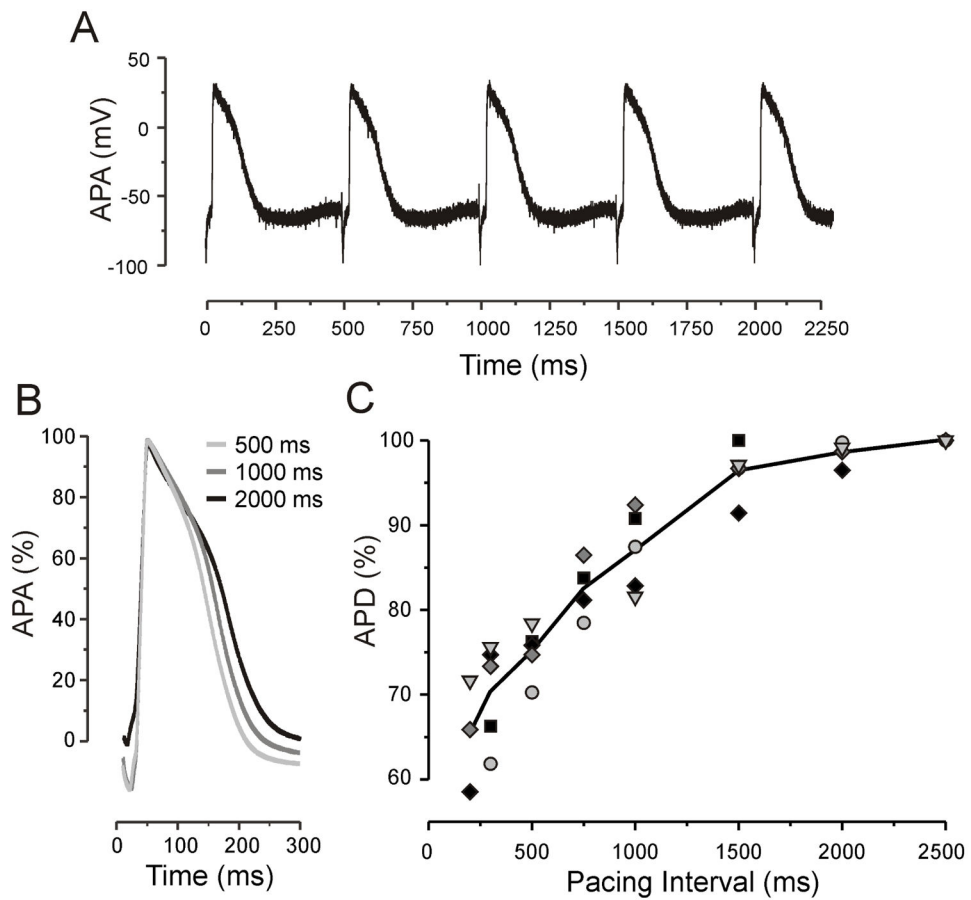 A
50
0
-50
-100
APA (mV)
0 250 500 750 1000 1250 1500 1750 2000 2250
Time (ms)
B
100
80
60
40
20
0
APA (%)
500 ms
1000 ms
2000 ms
0 100 200 300
Time (ms)
C
100
90
80
70
60
APD (%)
0 500 1000 1500 2000 2500
Pacing Interval (ms)